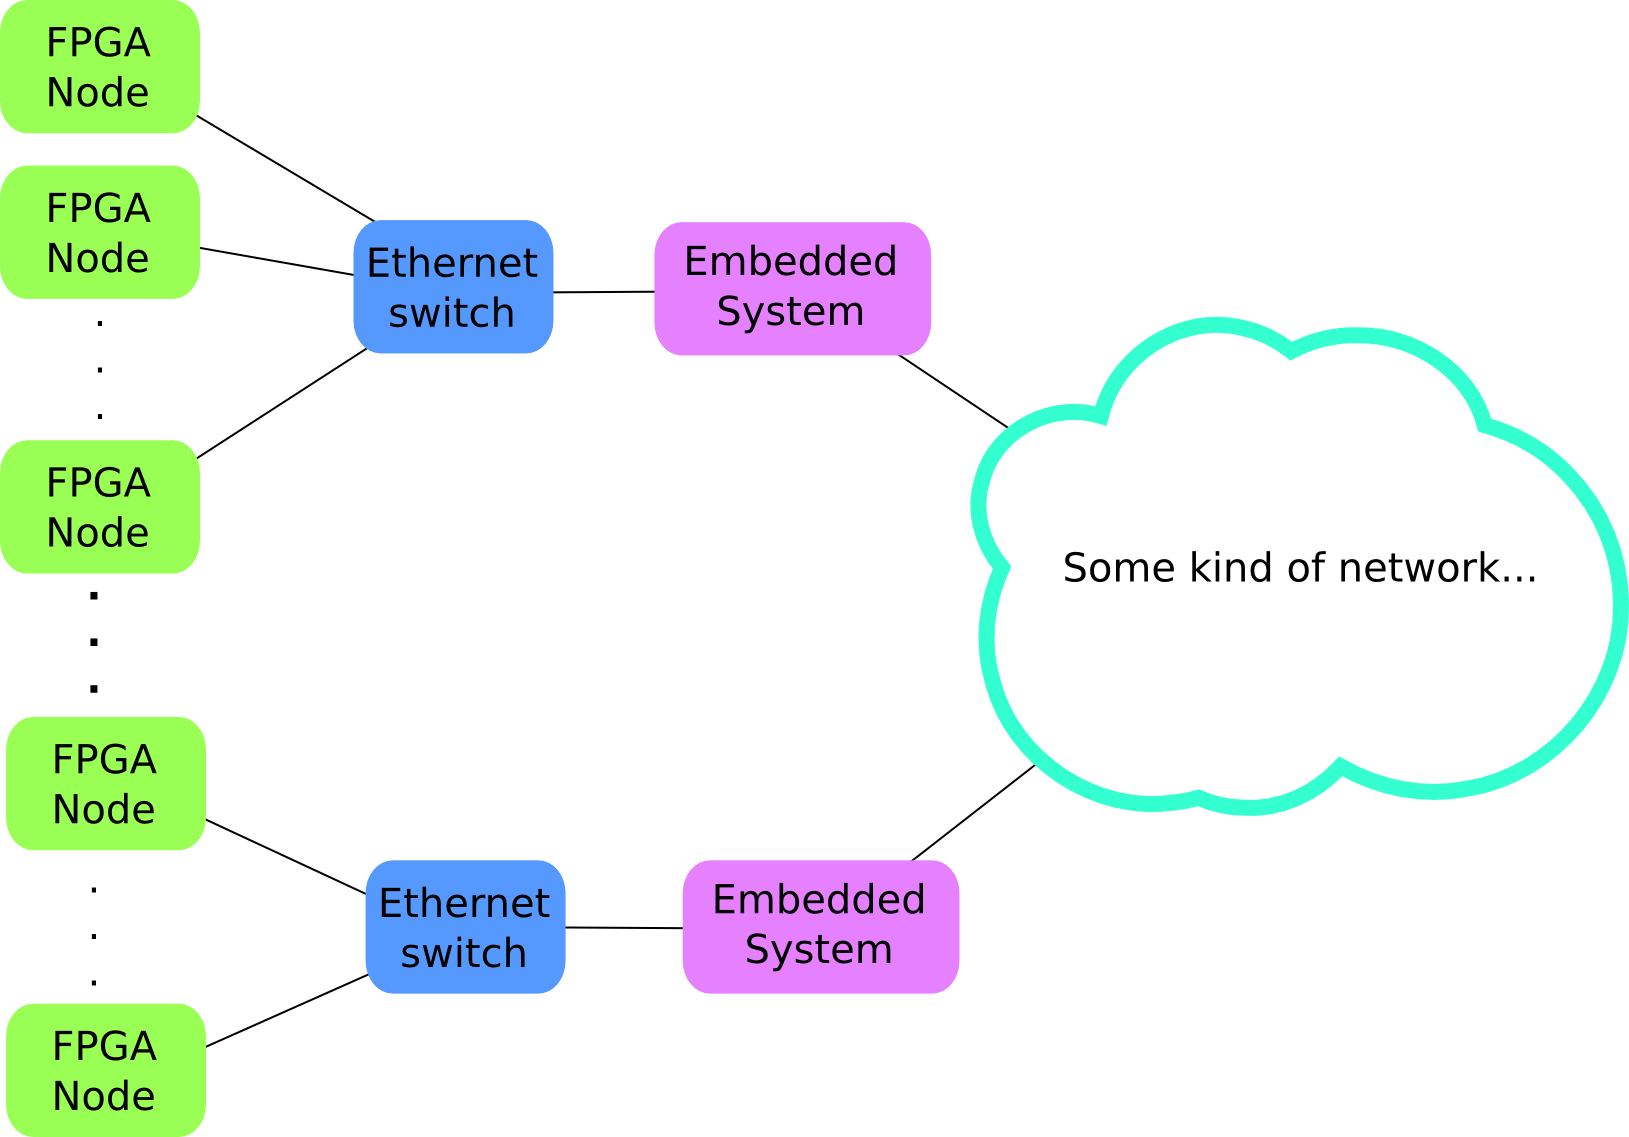 FPGA
Node
FPGA
Node
.
.
.
FPGA
Node
.
.
.
FPGA
Node
.
.
.
FPGA
Node
Ethernet
switch
Embedded
System
Ethernet
switch
Embedded
System
Some kind of network...